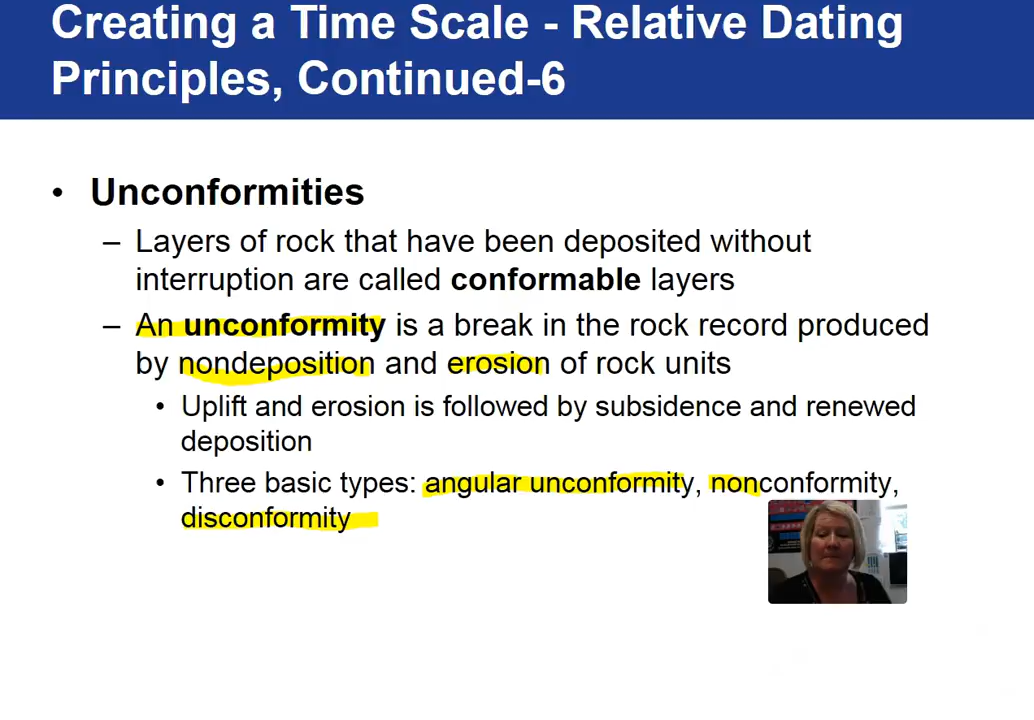 Creating a Time Scale - Relative Dating
Principles, Continued-6
• Unconformities
– Layers of rock that have been deposited without
interruption are called conformable layers
– An unconformity is a break in the rock record produced
by nondeposition and erosion of rock units
• Uplift and erosion is followed by subsidence and renewed
deposition
• Three basic types: angular unconformity, nonconformity,
disconformity